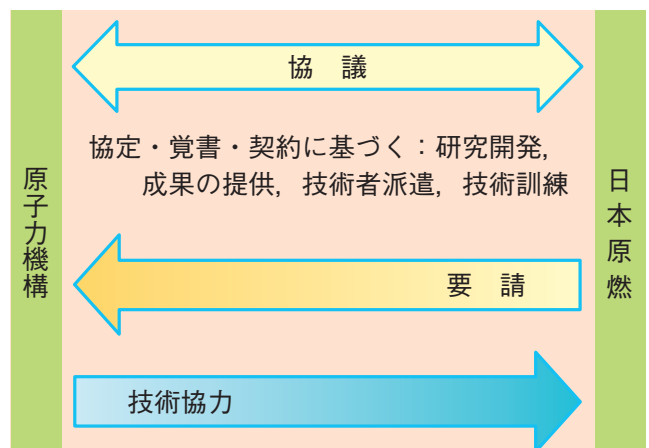 協議
協定・覚書・契約に基づく：研究開発，
成果の提供，技術者派遣，技術訓練
原子力機構
日本原燃
要請
技術協力